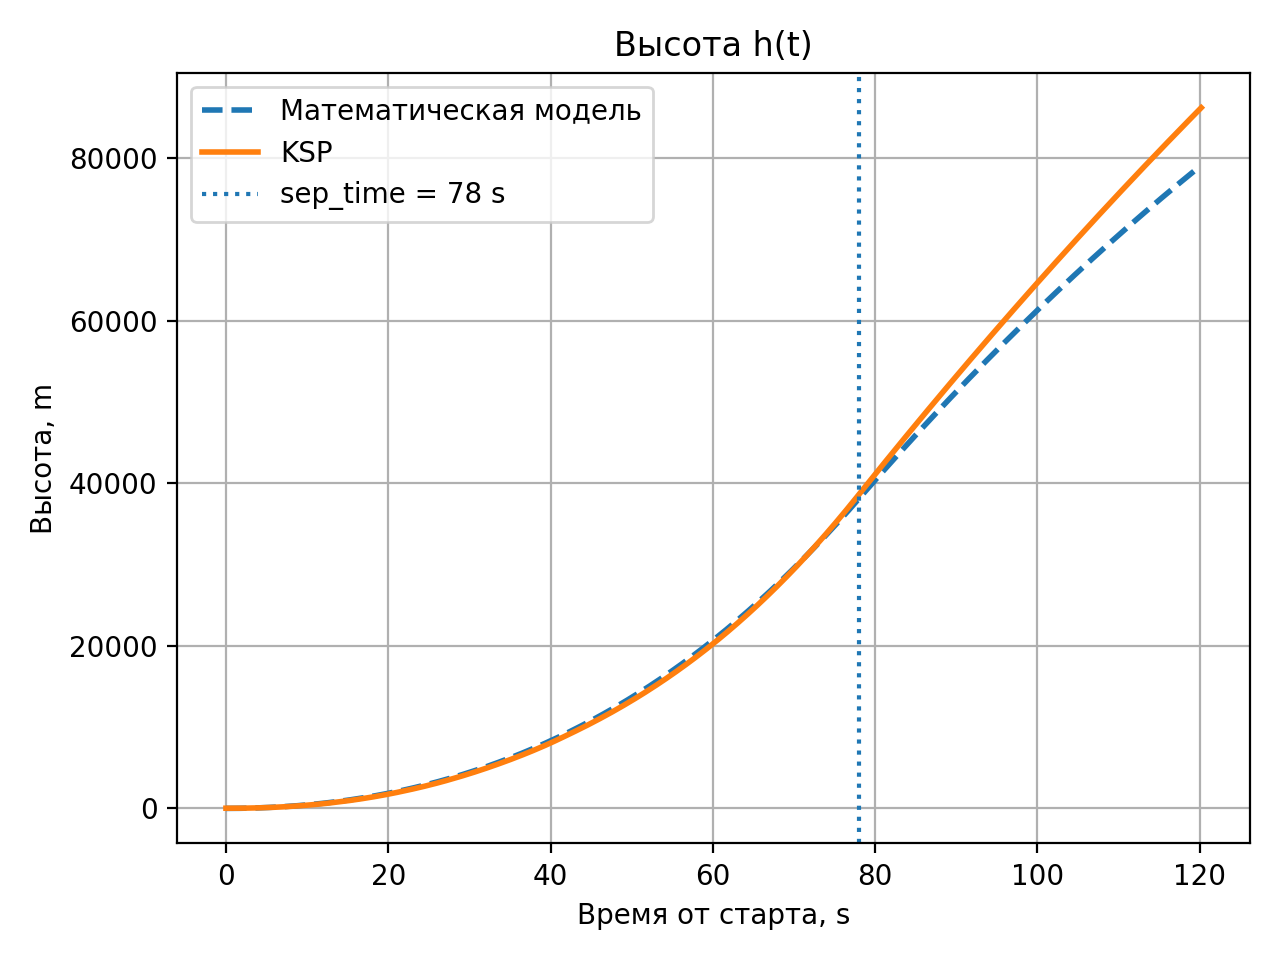 Высота h(t)
Математическая модель
KSP
sep_time = 78 s
80000
60000
40000
20000
0
Высота, m
0 20 40 60 80 100 120
Время от старта, s